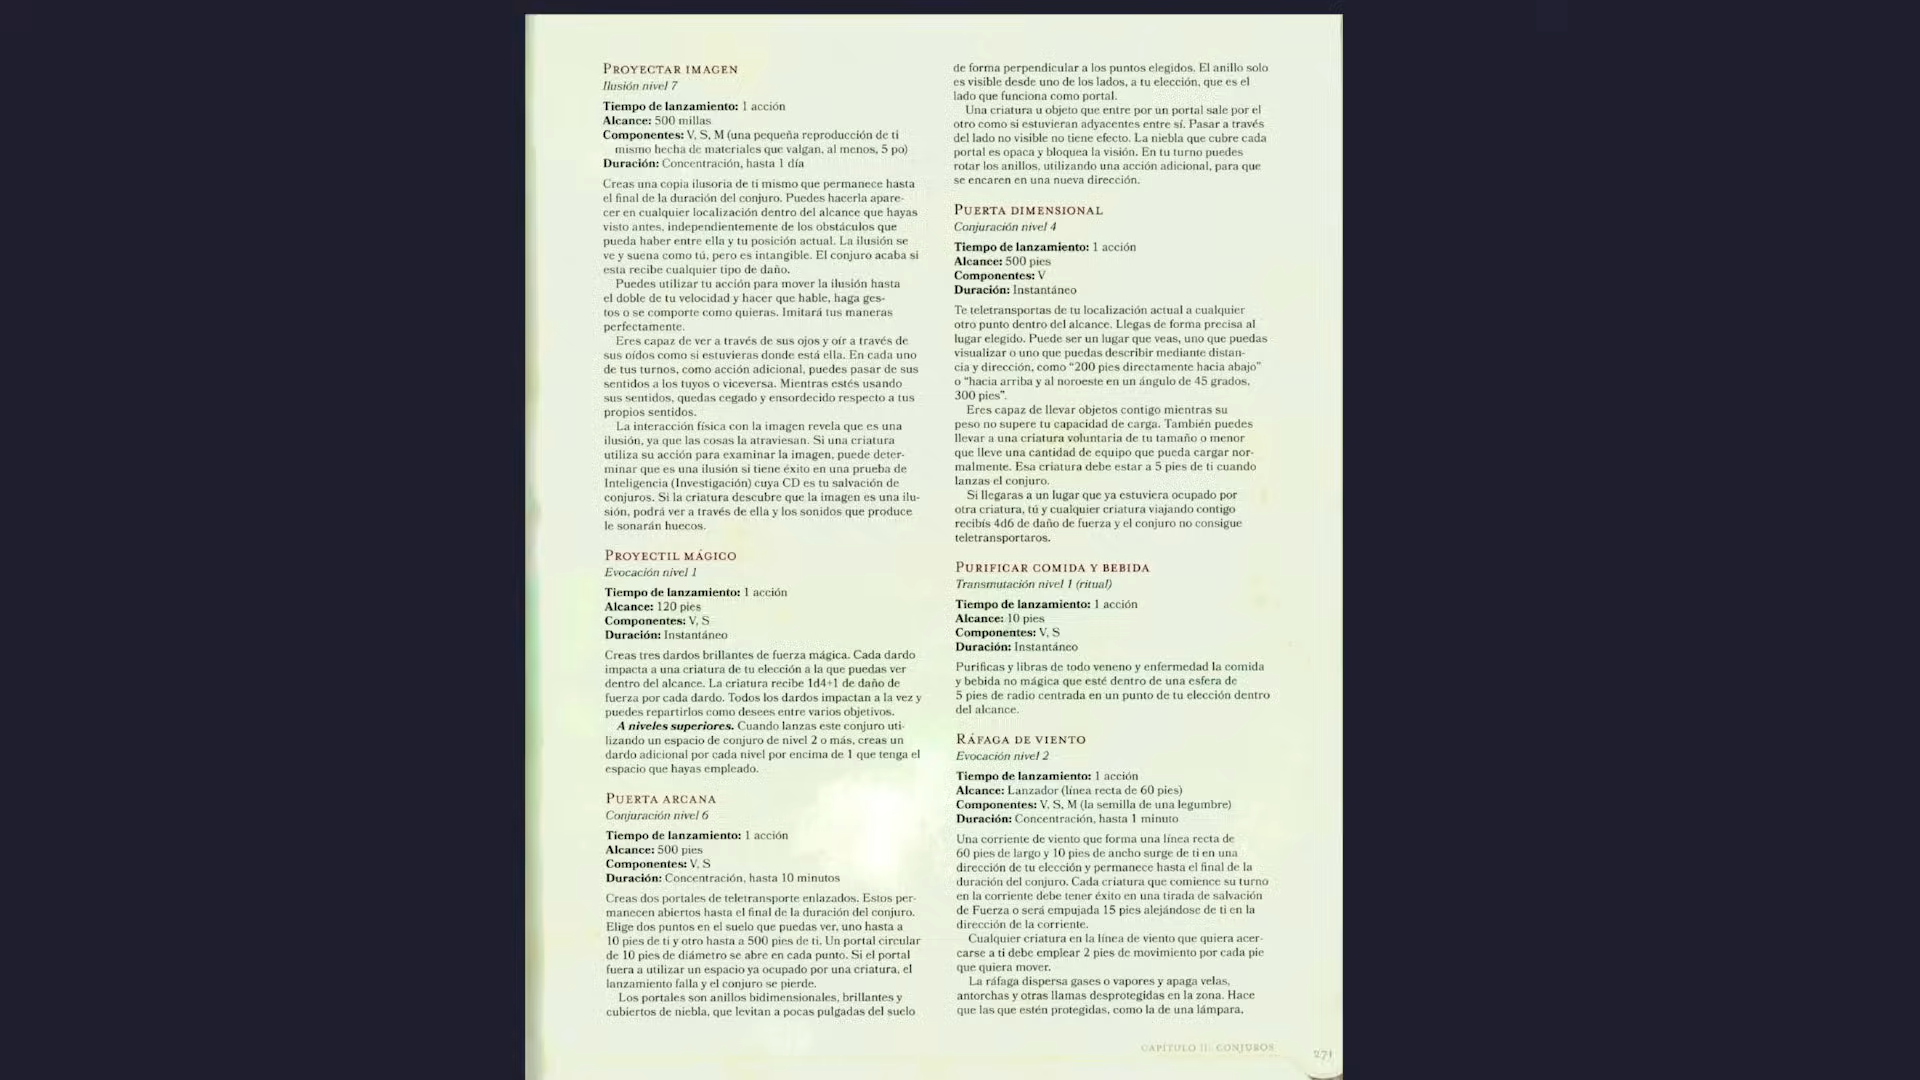 PROYECTAR IMAGEN
Ilusión nivel 7
Tiempo de lanzamiento: 1 acción
Alcance: 500 millas
Componentes: V, S, M (una pequeña reproducción de ti
mismo hecha de materiales que valgan, al menos, 5 po)
Duración: Concentración, hasta 1 día
Creas una copia ilusoria de ti mismo que permanece hasta
el final de la duración del conjuro. Puedes hacerla apare-
cer en cualquier localización dentro del alcance que hayas
visto antes, independientemente de los obstáculos que
pueda haber entre ella y tu posición actual. La ilusión se
ve y suena como tú, pero es intangible. El conjuro acaba si
esta recibe cualquier tipo de daño.
Puedes utilizar tu acción para mover la ilusión hasta
el doble de tu velocidad y hacer que hable, haga ges-
tos o se comporte como quieras. Imitará tus maneras
perfectamente.
Eres capaz de ver a través de sus ojos y oír a través de
sus oídos como si estuvieras donde está ella. En cada uno
de tus turnos, como acción adicional, puedes pasar de sus
sentidos a los tuyos o viceversa. Mientras estés usando
sus sentidos, quedas cegado y ensordecido respecto a tus
propios sentidos.
La interacción física con la imagen revela que es una
ilusión, ya que las cosas la atraviesan. Si una criatura
utiliza su acción para examinar la imagen, puede deter-
minar que es una ilusión si tiene éxito en una prueba de
Inteligencia (Investigación) cuya CD es tu salvación de
conjuros. Si la criatura descubre que la imagen es una ilu-
sión, podrá ver a través de ella y los sonidos que produce
le sonarán huecos.
PROYECTIL MÁGICO
Evocación nivel 1
Tiempo de lanzamiento: 1 acción
Alcance: 120 pies
Componentes: V, S
Duración: Instantáneo
Creas tres dardos brillantes de fuerza mágica. Cada dardo
impacta a una criatura de tu elección a la que puedas ver
dentro del alcance. La criatura recibe 1d4+1 de daño de
fuerza por cada dardo. Todos los dardos impactan a la vez y
puedes repartirlos como desees entre varios objetivos.
A niveles superiores. Cuando lanzas este conjuro uti-
lizando un espacio de conjuro de nivel 2 o más, creas un
dardo adicional por cada nivel por encima de 1 que tenga el
espacio que hayas empleado.
PUERTA ARCANA
Conjuración nivel 6
Tiempo de lanzamiento: 1 acción
Alcance: 500 pies
Componentes: V, S
Duración: Concentración, hasta 10 minutos
Creas dos portales de teletransporte enlazados. Estos per-
manecen abiertos hasta el final de la duración del conjuro.
Elige dos puntos en el suelo que puedas ver, uno hasta a
10 pies de ti y otro hasta a 500 pies de ti. Un portal circular
de 10 pies de diámetro se abre en cada punto. Si el portal
fuera a utilizar un espacio ya ocupado por una criatura, el
lanzamiento falla y el conjuro se pierde.
Los portales son anillos bidimensionales, brillantes y
cubiertos de niebla, que levitan a pocas pulgadas del suelo
de forma perpendicular a los puntos elegidos. El anillo solo
es visible desde uno de los lados, a tu elección, que es el
lado que funciona como portal.
Una criatura u objeto que entre por un portal sale por el
otro como si estuvieran adyacentes entre sí. Pasar a través
del lado no visible no tiene efecto. La niebla que cubre cada
portal es opaca y bloquea la visión. En tu turno puedes
rotar los anillos, utilizando una acción adicional, para que
se encaren en una nueva dirección.
PUERTA DIMENSIONAL
Conjuración nivel 4
Tiempo de lanzamiento: 1 acción
Alcance: 500 pies
Componentes: V
Duración: Instantáneo
Te teletransportas de tu localización actual a cualquier
otro punto dentro del alcance. Llegas de forma precisa al
lugar elegido. Puede ser un lugar que veas, uno que puedas
visualizar o uno que puedas describir mediante distan-
cia y dirección, como “200 pies directamente hacia abajo”
o “hacia arriba y al noroeste en un ángulo de 45 grados,
300 pies”.
Eres capaz de llevar objetos contigo mientras su
peso no supere tu capacidad de carga. También puedes
llevar a una criatura voluntaria de tu tamaño o menor
que lleve una cantidad de equipo que pueda cargar nor-
malmente. Esa criatura debe estar a 5 pies de ti cuando
lanzas el conjuro.
Si llegaras a un lugar que ya estuviera ocupado por
otra criatura, tú y cualquier criatura viajando contigo
recibís 4d6 de daño de fuerza y el conjuro no consigue
teletransportaros.
PURIFICAR COMIDA Y BEBIDA
Transmutación nivel 1 (ritual)
Tiempo de lanzamiento: 1 acción
Alcance: 10 pies
Componentes: V, S
Duración: Instantáneo
Purificas y libras de todo veneno y enfermedad la comida
y bebida no mágica que esté dentro de una esfera de
5 pies de radio centrada en un punto de tu elección dentro
del alcance.
RÁFAGA DE VIENTO
Evocación nivel 2
Tiempo de lanzamiento: 1 acción
Alcance: Lanzador (línea recta de 60 pies)
Componentes: V, S, M (la semilla de una legumbre)
Duración: Concentración, hasta 1 minuto
Una corriente de viento que forma una línea recta de
60 pies de largo y 10 pies de ancho surge de ti en una
dirección de tu elección y permanece hasta el final de la
duración del conjuro. Cada criatura que comience su turno
en la corriente debe tener éxito en una tirada de salvación
de Fuerza o será empujada 15 pies alejándose de ti en la
dirección de la corriente.
Cualquier criatura en la línea de viento que quiera acer-
carse a ti debe emplear 2 pies de movimiento por cada pie
que quiera mover.
La ráfaga dispersa gases o vapores y apaga velas,
antorchas y otras llamas desprotegidas en la zona. Hace
que las que estén protegidas, como la de una lámpara,
CAPÍTULO 11: CONJUROS
271